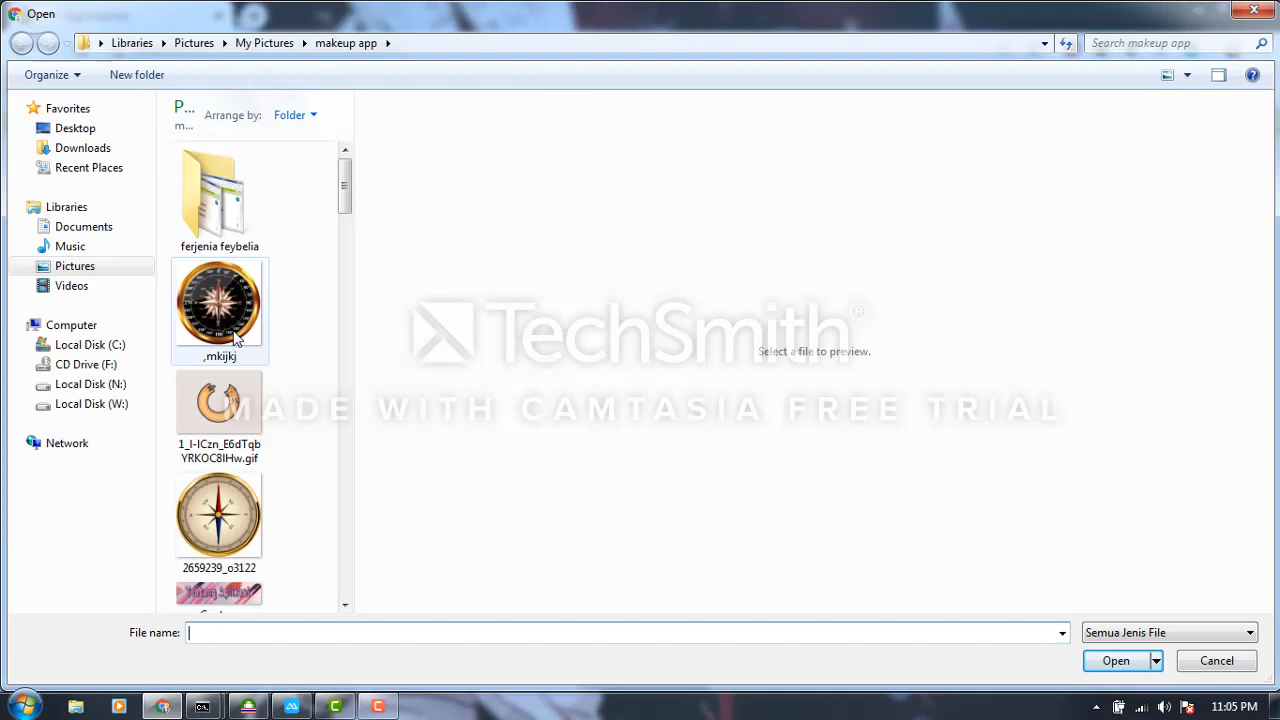 Open
Libraries
Pictures
My Pictures
makeup app
Search makeup app
Organize
New folder
Favorites
Desktop
Downloads
Recent Places
Libraries
Documents
Music
Pictures
Videos
Computer
Local Disk (C:)
CD Drive (F:)
Local Disk (N:)
Local Disk (W:)
Network
P...
m...
Arrange by:
Folder
ferjenia feybelia
,mkijkj
1_I-ICzn_E6dTqb
YRKOC8IHw.gif
2659239_o3122
Tentang Aplikasi
TechSmith®
Select a file to preview.
MADE WITH CAMTASIA FREE TRIAL
File name:
Semua Jenis File
Open
Cancel
11:05 PM